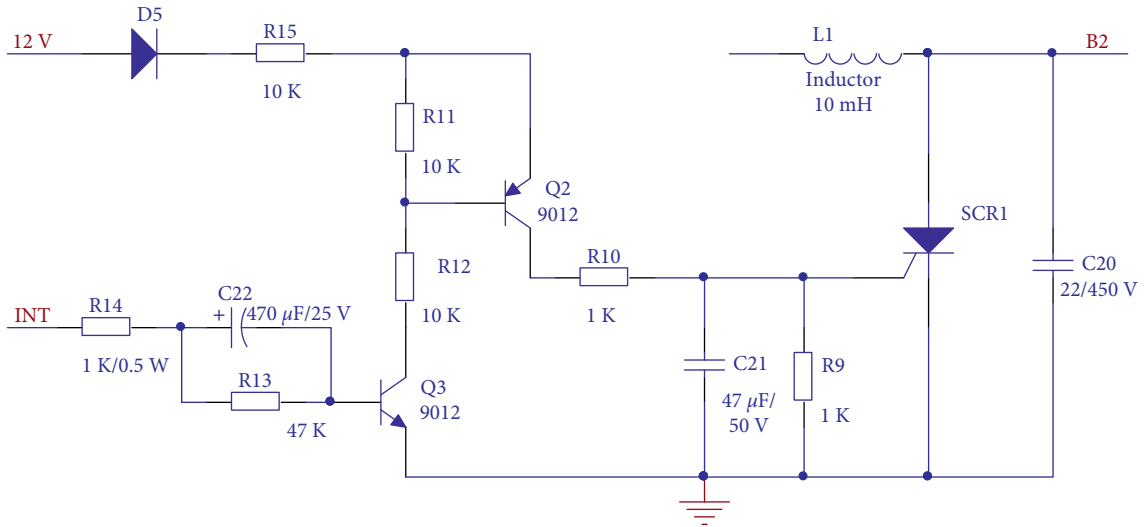 D5
12 V
R15
10 K
L1
Inductor
10 mH
B2
R11
10 K
Q2
9012
SCR1
R12
10 K
R10
1 K
C20
22/450 V
INT
R14
1 K/0.5 W
C22
+ 470 μF/25 V
R13
47 K
Q3
9012
C21
47 μF/
50 V
R9
1 K